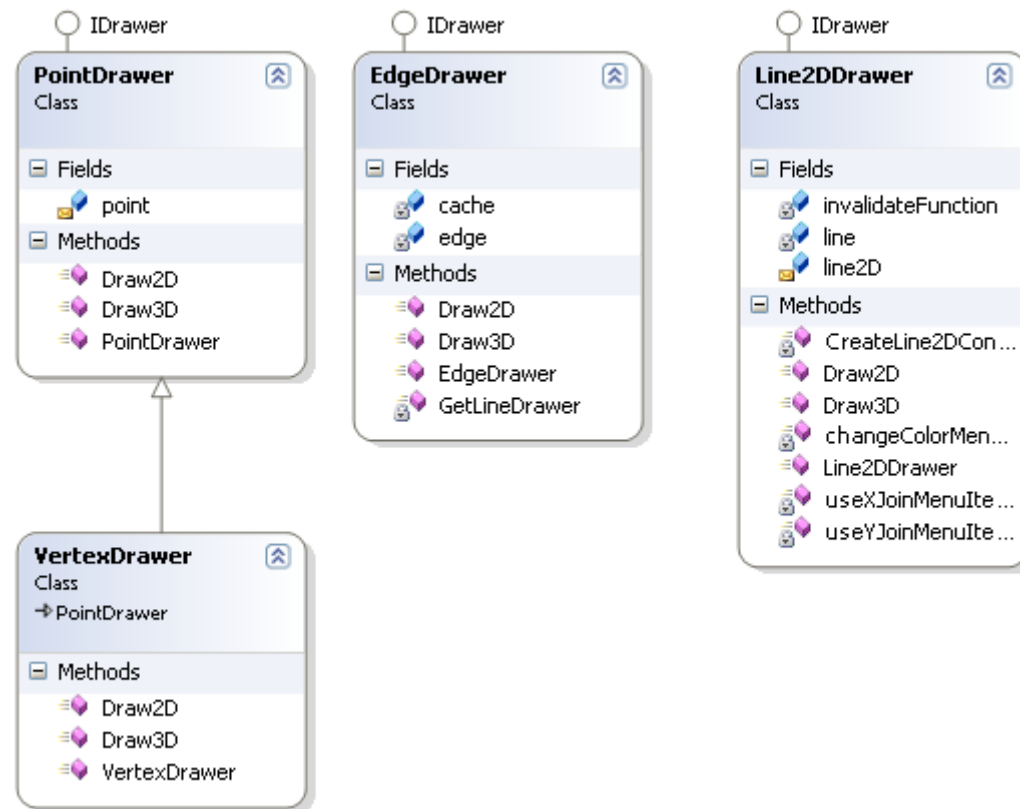 IDrawer
PointDrawer
Class
Fields
point
Methods
Draw2D
Draw3D
PointDrawer
VertexDrawer
Class
PointDrawer
Methods
Draw2D
Draw3D
VertexDrawer
IDrawer
EdgeDrawer
Class
Fields
cache
edge
Methods
Draw2D
Draw3D
EdgeDrawer
GetLineDrawer
IDrawer
Line2DDrawer
Class
Fields
invalidateFunction
line
line2D
Methods
CreateLine2DCon...
Draw2D
Draw3D
changeColorMen...
Line2DDrawer
useXJoinMenuIte...
useYJoinMenuIte...